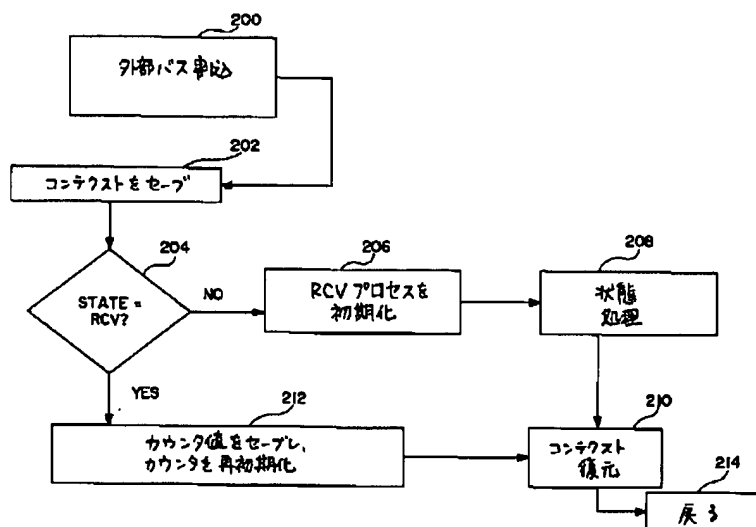 200
外部バス申込
202
コンテクストをセーブ
204
STATE =
RCV?
NO
YES
206
RCVプロセスを
初期化
208
状態
処理
212
カウンタ値をセーブし、
カウンタを再初期化
210
コンテクスト
復元
214
戻る